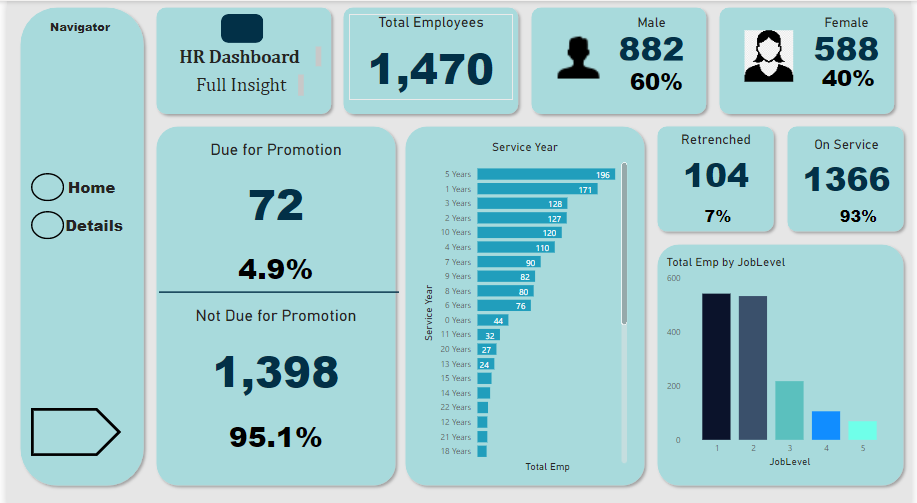 Navigator
Home
Details
HR Dashboard
Full Insight
Total Employees
1,470
Male
882
60%
Female
588
40%
Due for Promotion
72
4.9%
Not Due for Promotion
1,398
95.1%
Service Year
Service Year
5 Years 196
1 Years 171
3 Years 128
2 Years 127
10 Years 120
4 Years 110
7 Years 90
9 Years 82
8 Years 80
6 Years 76
0 Years 44
11 Years 32
20 Years 27
13 Years 24
15 Years
14 Years
22 Years
12 Years
21 Years
18 Years
Total Emp
Retrenched
104
7%
On Service
1366
93%
Total Emp by JobLevel
600
400
200
0
1 2 3 4 5
JobLevel